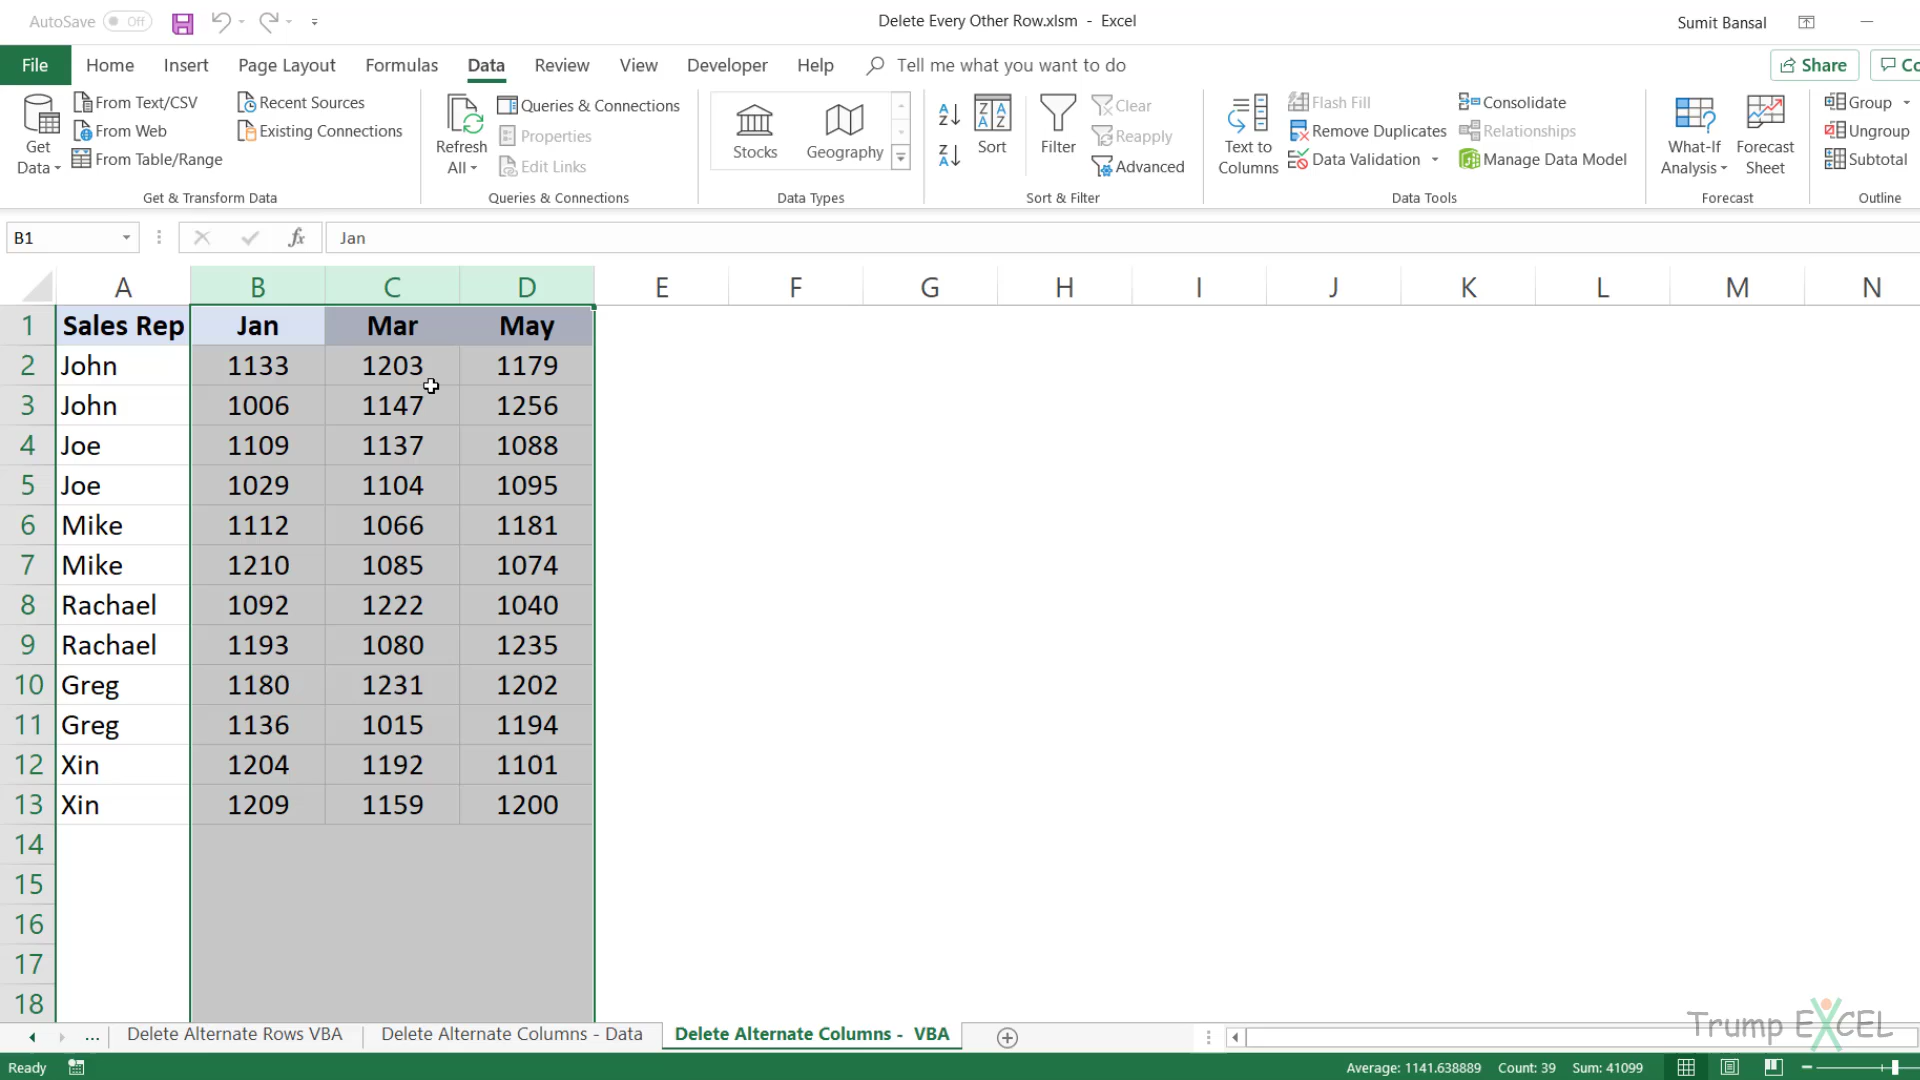 AutoSave Off
Delete Every Other Row.xlsm - Excel
Sumit Bansal
File Home Insert Page Layout Formulas Data Review View Developer Help Tell me what you want to do Share Co
Get Data
From Text/CSV
From Web
From Table/Range
Recent Sources
Existing Connections
Get & Transform Data
Refresh All
Queries & Connections
Properties
Edit Links
Queries & Connections
Stocks
Geography
Data Types
Sort
Filter
Clear
Reapply
Advanced
Sort & Filter
Text to Columns
Flash Fill
Remove Duplicates
Data Validation
Consolidate
Relationships
Manage Data Model
Data Tools
What-If Analysis
Forecast Sheet
Forecast
Group
Ungroup
Subtotal
Outline
B1 fx Jan
A B C D E F G H I J K L M N
1 Sales Rep Jan Mar May
2 John 1133 1203 1179
3 John 1006 1147 1256
4 Joe 1109 1137 1088
5 Joe 1029 1104 1095
6 Mike 1112 1066 1181
7 Mike 1210 1085 1074
8 Rachael 1092 1222 1040
9 Rachael 1193 1080 1235
10 Greg 1180 1231 1202
11 Greg 1136 1015 1194
12 Xin 1204 1192 1101
13 Xin 1209 1159 1200
14
15
16
17
18
Trump EXCEL
... Delete Alternate Rows VBA Delete Alternate Columns - Data Delete Alternate Columns - VBA
Ready Average: 1141.638889 Count: 39 Sum: 41099